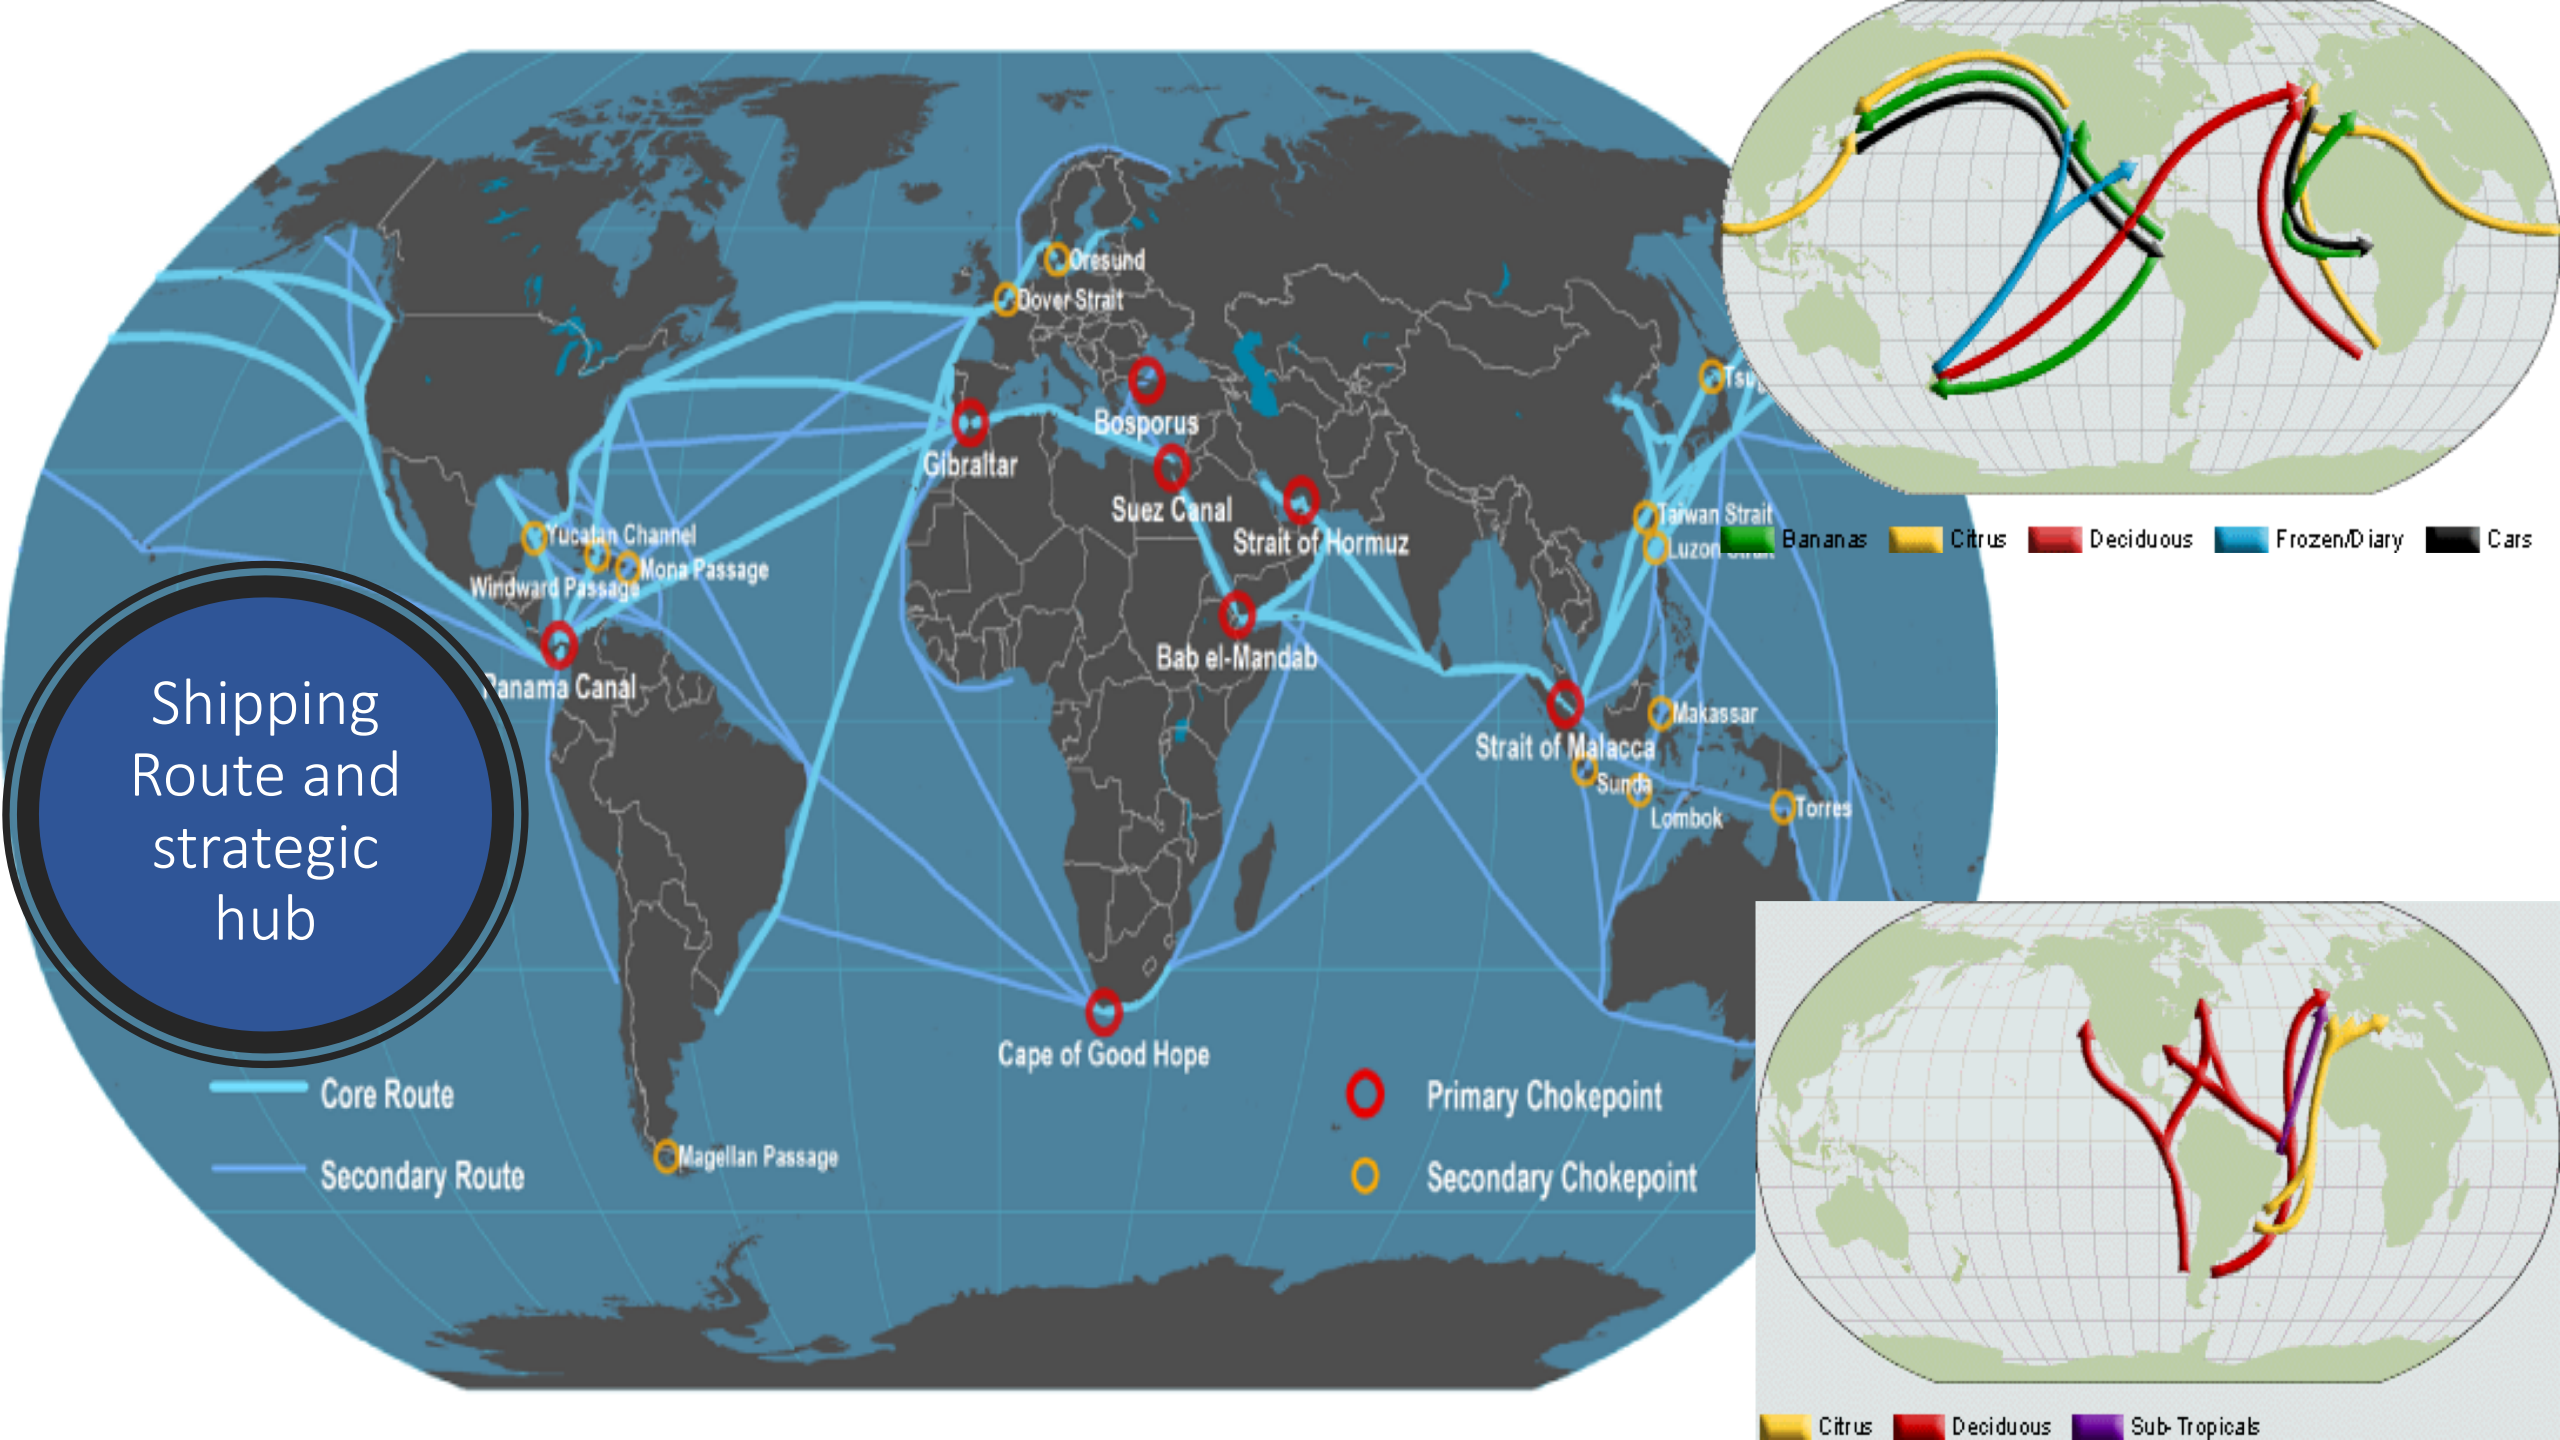 Shipping
Route and
strategic
hub
Oresund
Dover Strait
Bosporus
Gibraltar
Suez Canal
Strait of Hormuz
Yucatan Channel
Mona Passage
Windward Passage
Panama Canal
Bab el-Mandab
Taiwan Strait
Luzon
Makassar
Strait of Malacca
Sunda
Lombok
Torres
Cape of Good Hope
Magellan Passage
Core Route
Secondary Route
Primary Chokepoint
Secondary Chokepoint
Bananas
Citrus
Deciduous
Frozen/Diary
Cars
Citrus
Deciduous
Sub-Tropicals